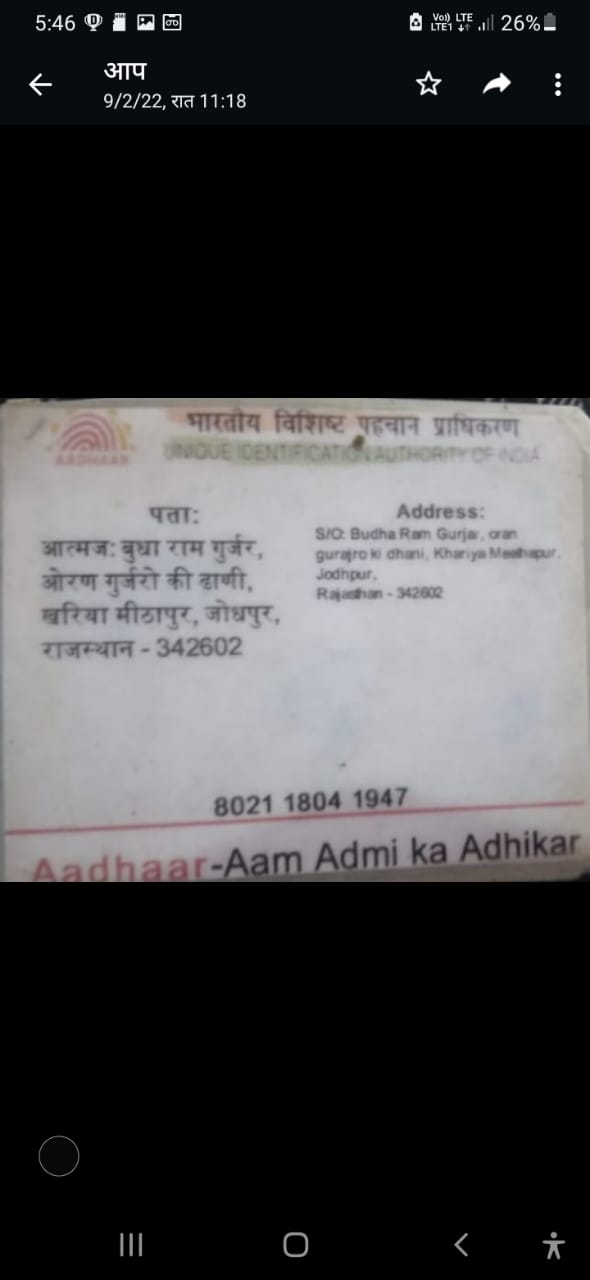 5:46 Vo) LTE LTE1 26%
आप
9/2/22, रात 11:18
भारतीय विशिष्ट पहचान प्राधिकरण
UNIQUE IDENTIFICATION AUTHORITY OF INDIA
AADHAAR
पता:
आत्मज: बुधा राम गुर्जर,
ओरण गुर्जरो की ढाणी,
खरिया मीठापुर, जोधपुर,
राजस्थान - 342602
Address:
S/O: Budha Ram Gurjar, oran
gurajro ki dhani, Khariya Meethapur,
Jodhpur,
Rajasthan - 342602
8021 1804 1947
Aadhaar-Aam Admi ka Adhikar